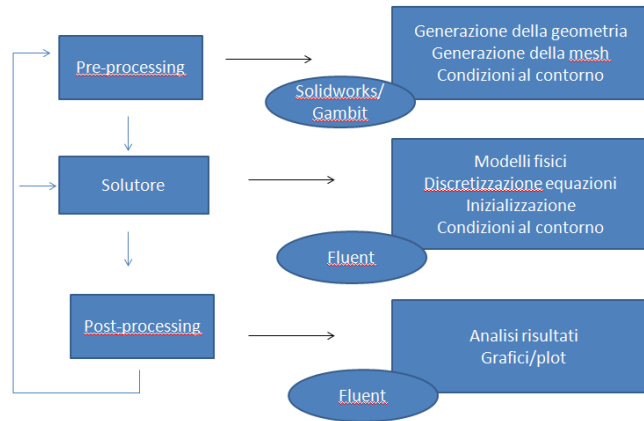 Pre-processing
Generazione della geometria
Generazione della mesh
Condizioni al contorno
Solidworks/
Gambit
Solutore
Modelli fisici
Discretizzazione equazioni
Inizializzazione
Condizioni al contorno
Fluent
Post-processing
Analisi risultati
Grafici/plot
Fluent